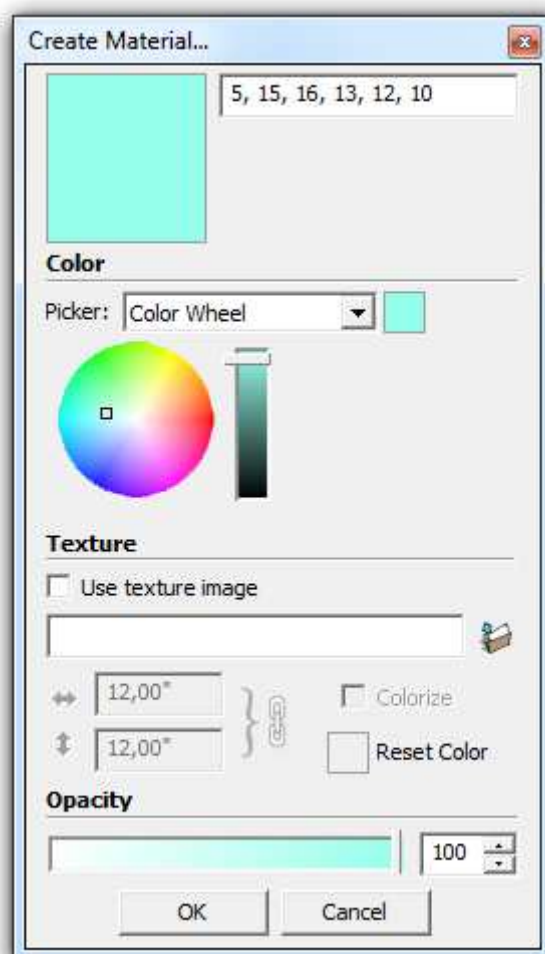 Create Material...
5, 15, 16, 13, 12, 10
Color
Picker: Color Wheel
Texture
Use texture image
12,00"
Colorize
12,00"
Reset Color
Opacity
100
OK Cancel